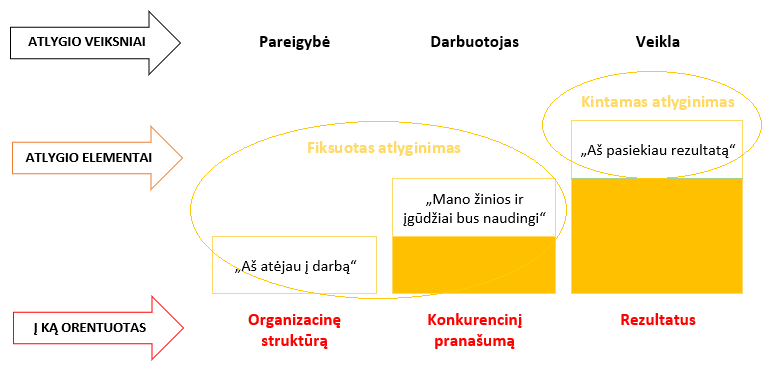 ATLYGIO VEIKSNIAI
Pareigybė
Darbuotojas
Veikla
Kintamas atlyginimas
ATLYGIO ELEMENTAI
Fiksuotas atlyginimas
„Aš pasiekiau rezultatą“
„Mano žinios ir
įgūdžiai bus naudingi“
„Aš atėjau į darbą“
Į KĄ ORENTUOTAS
Organizacinę
struktūrą
Konkurencinį
pranašumą
Rezultatus